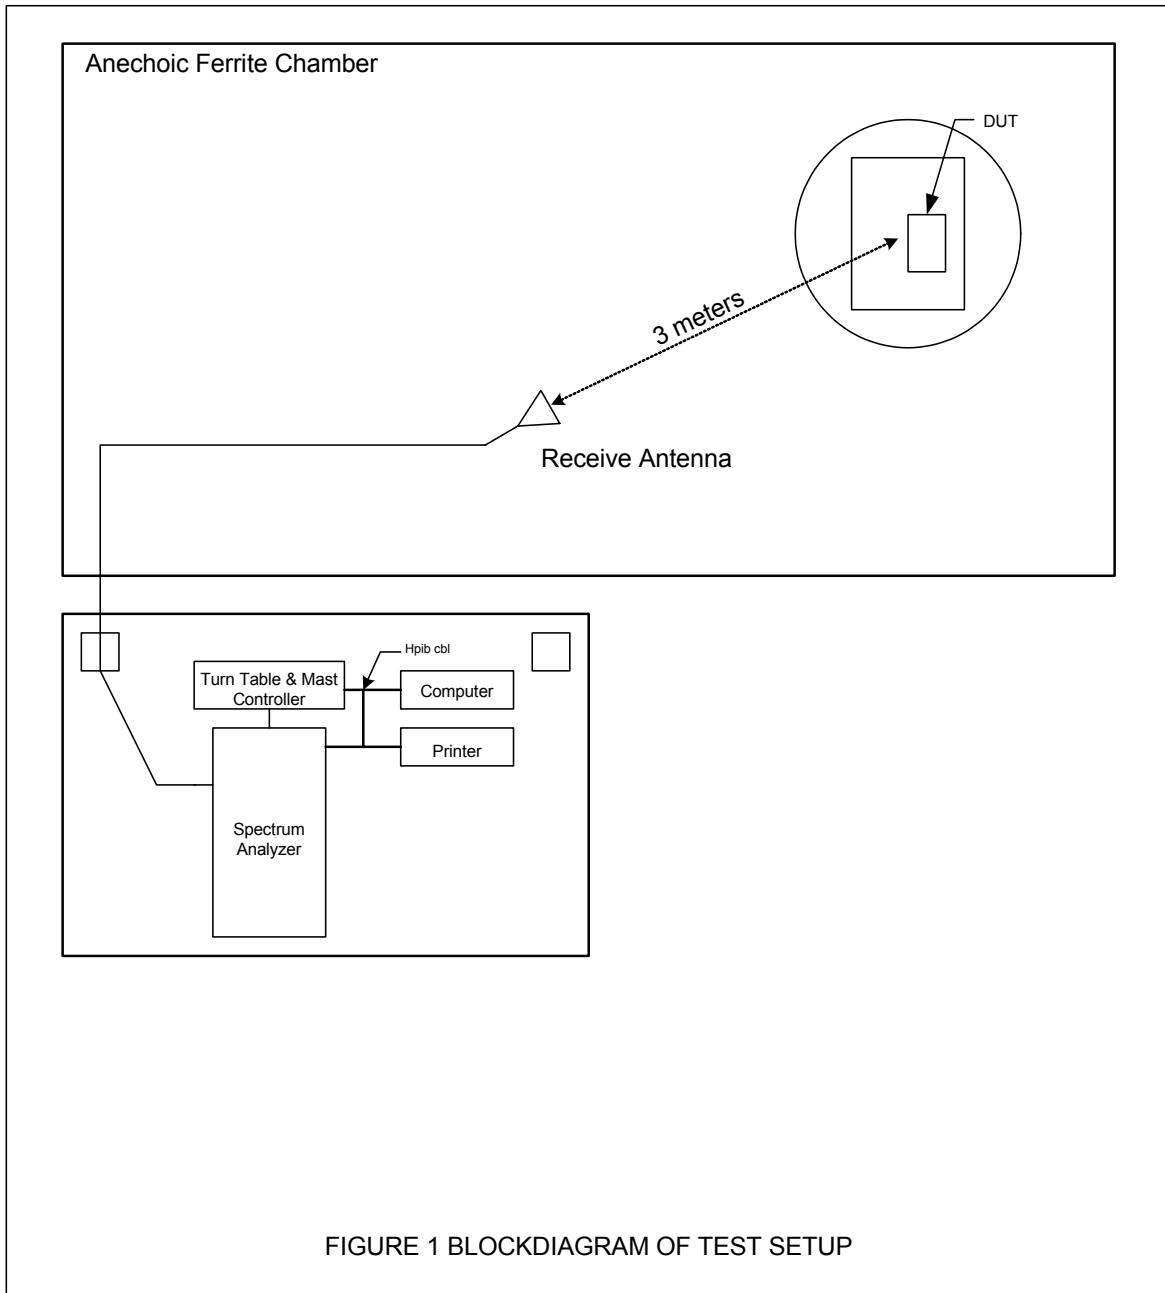 Anechoic Ferrite Chamber
DUT
3 meters
Receive Antenna
Hpib cbl
Turn Table & Mast
Controller
Computer
Printer
Spectrum
Analyzer
FIGURE 1 BLOCKDIAGRAM OF TEST SETUP